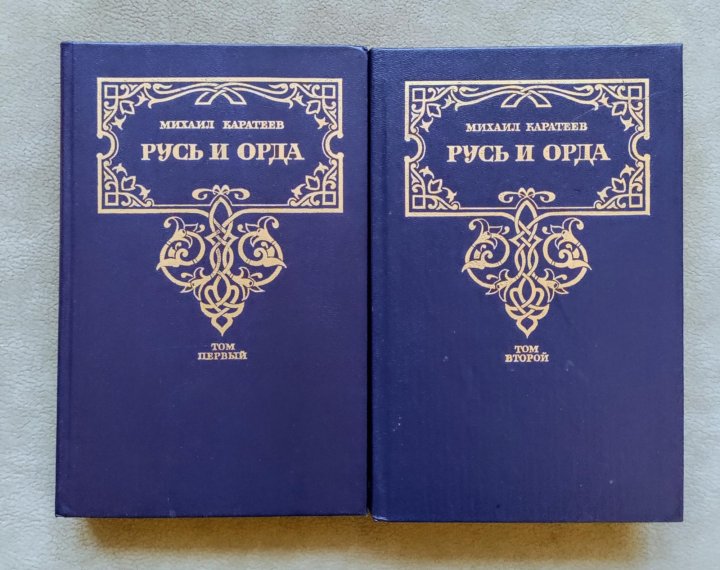 МИХАИЛ КАРАТЕЕВ
РУСЬ И ОРДА
ТОМ
ПЕРВЫЙ
МИХАИЛ КАРАТЕЕВ
РУСЬ И ОРДА
ТОМ
ВТОРОЙ